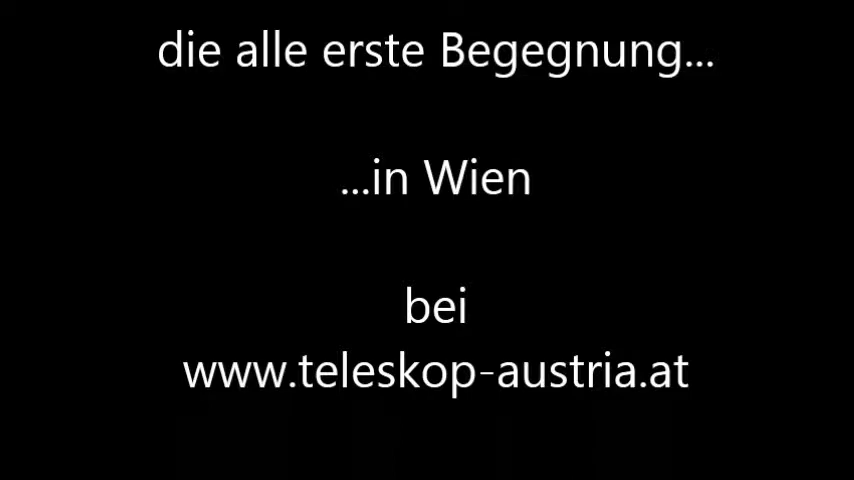 die alle erste Begegnung...
...in Wien
bei
www.teleskop-austria.at